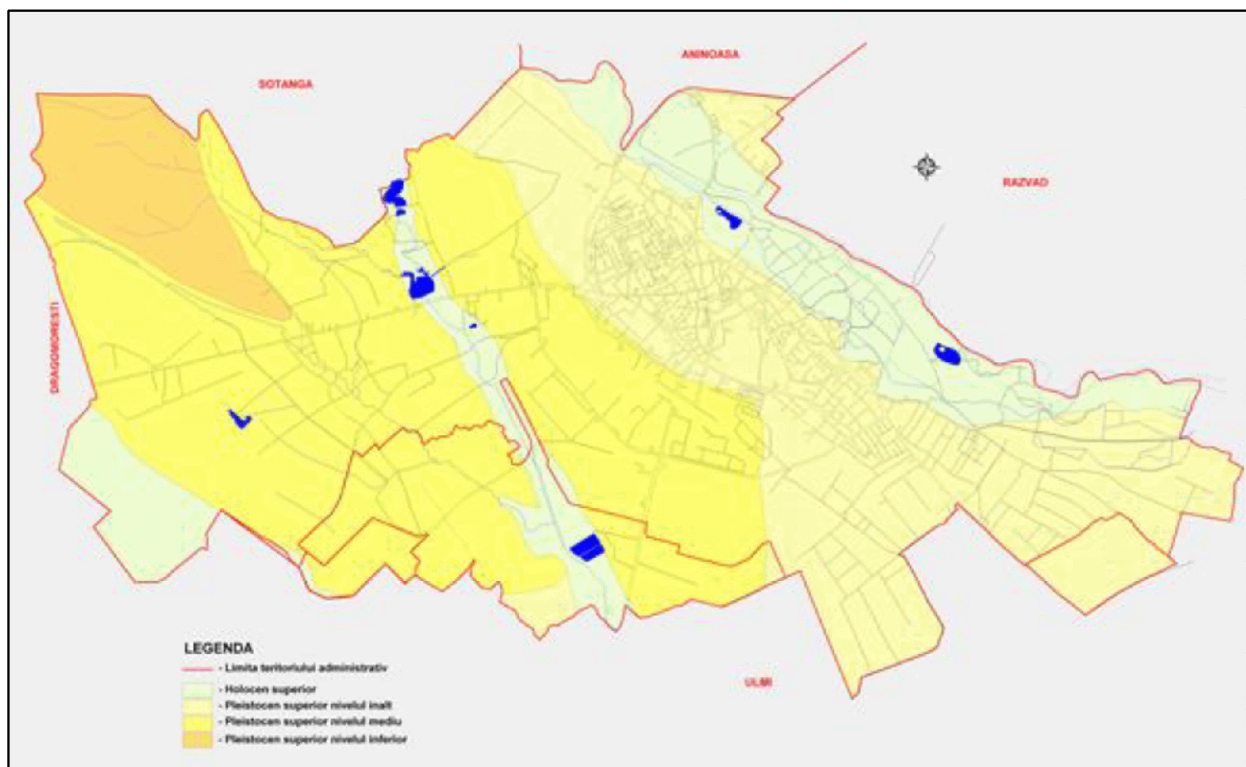 ANINOASA
SOTANGA
RAZVAD
DRAGOMORESTI
LEGENDA
- Limita teritoriului administrativ
- Holocen superior
- Pleistocen superior nivelul inalt
- Pleistocen superior nivelul mediu
- Pleistocen superior nivelul inferior
ULMI